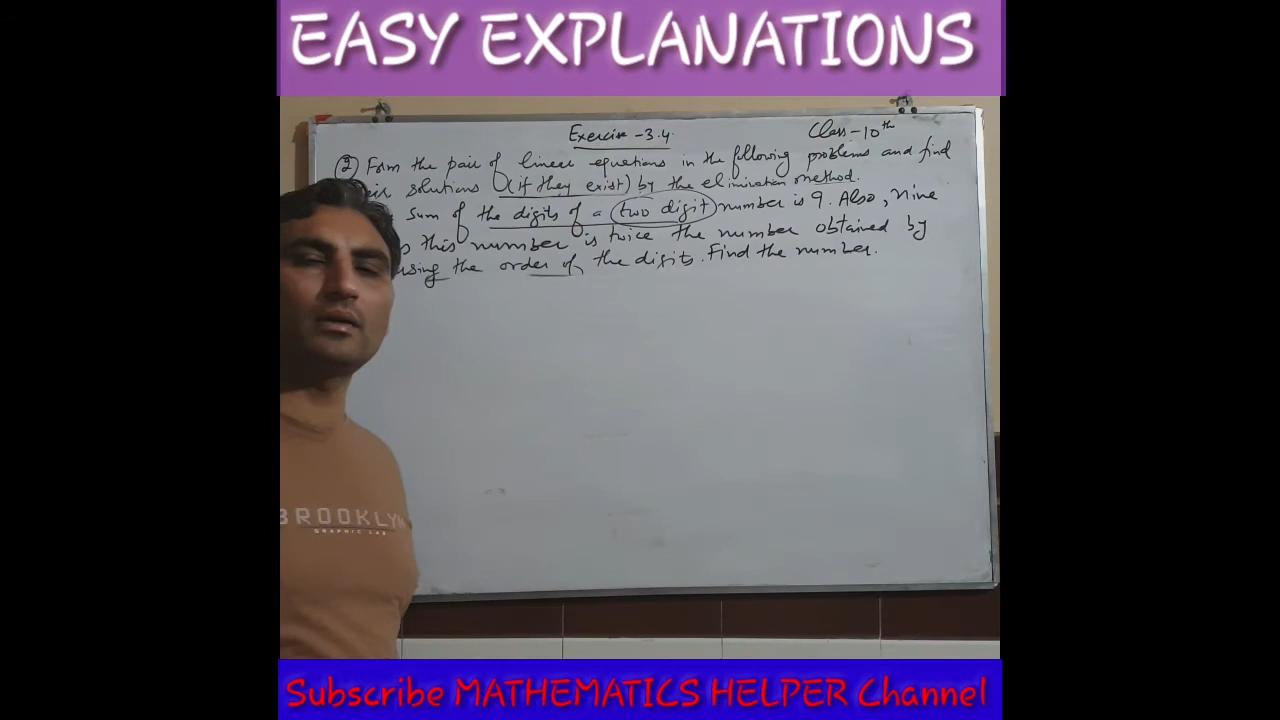 EASY EXPLANATIONS
Exercise -3.4
Class-10th
2 Form the pair of linear equations in the following problems and find
solutions (if they exist) by the elimination method.
sum of the digits of a two digit number is 9. Also, nine
this number is twice the number obtained by
the order of the digits. Find the number.
BROOKLYN
GRAPHIC LAB
Subscribe MATHEMATICS HELPER Channel